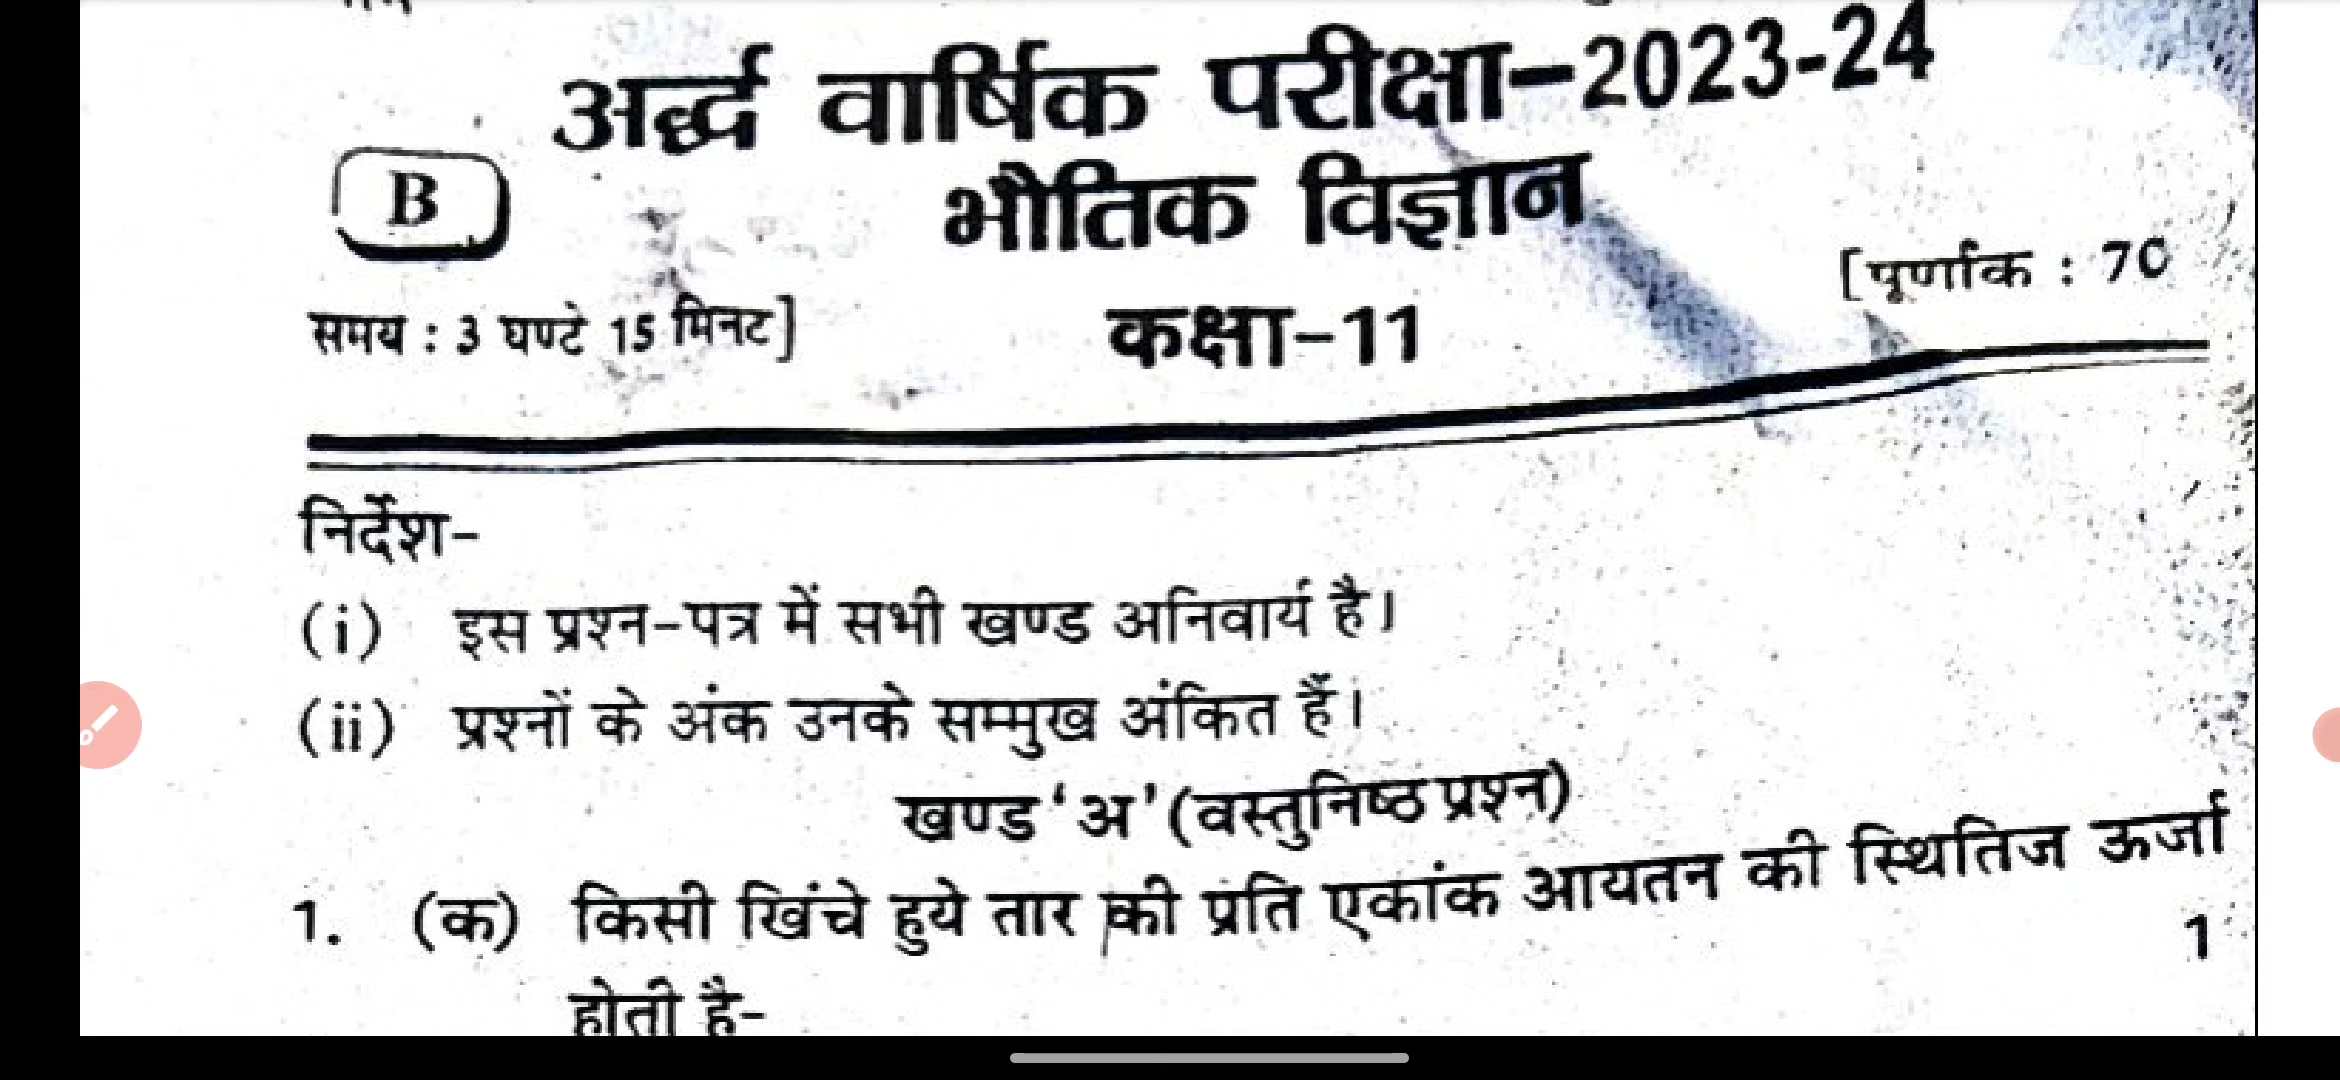 अर्द्ध वार्षिक परीक्षा-2023-24
B
भौतिक विज्ञान
[पूर्णांक : 70
समय : 3 घण्टे 15 मिनट]
कक्षा-11
निर्देश-
(i) इस प्रश्न-पत्र में सभी खण्ड अनिवार्य है।
(ii) प्रश्नों के अंक उनके सम्मुख अंकित हैं।
खण्ड 'अ' (वस्तुनिष्ठ प्रश्न)
1. (क) किसी खिंचे हुये तार की प्रति एकांक आयतन की स्थितिज ऊर्जा
होती है- 1